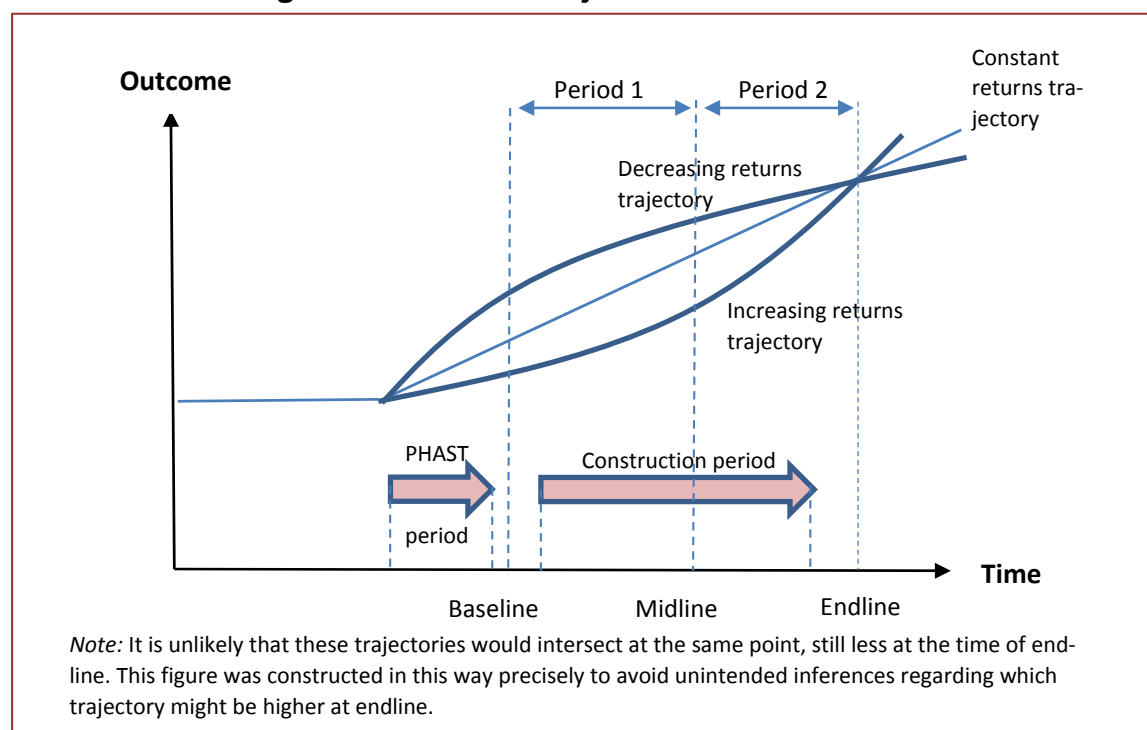 Outcome
Period 1
Period 2
Constant
returns tra-
jectory
Decreasing returns
trajectory
Increasing returns
trajectory
PHAST
period
Construction period
Time
Baseline
Midline
Endline
Note: It is unlikely that these trajectories would intersect at the same point, still less at the time of end-
line. This figure was constructed in this way precisely to avoid unintended inferences regarding which
trajectory might be higher at endline.